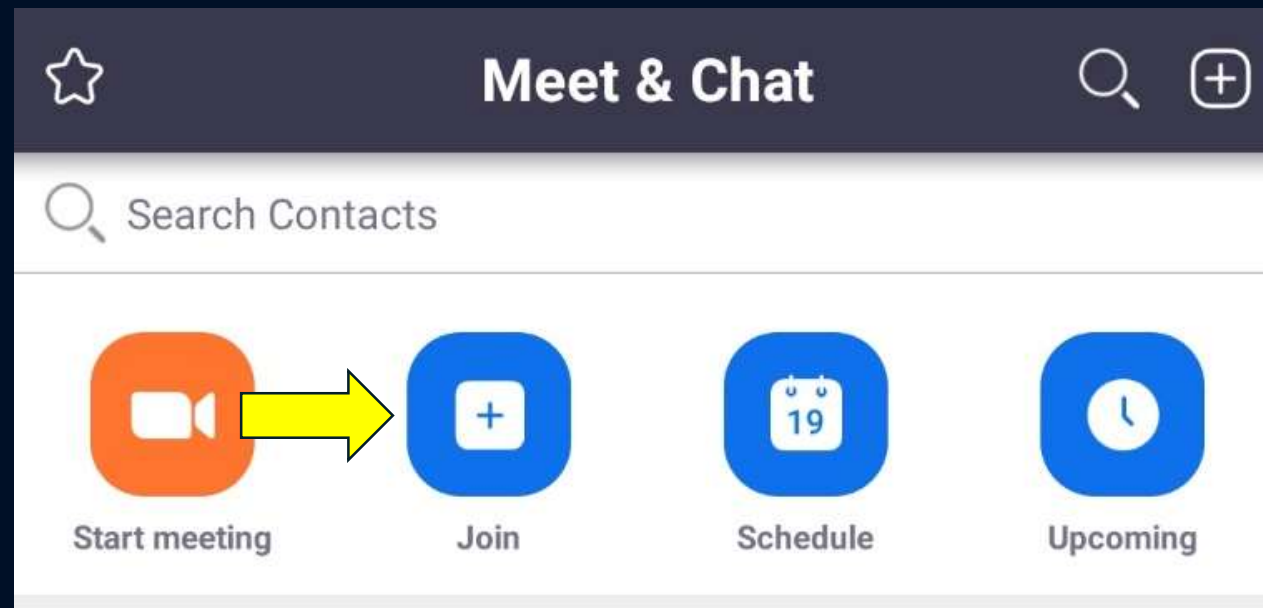 Meet & Chat
Search Contacts
19
Start meeting
Join
Schedule
Upcoming